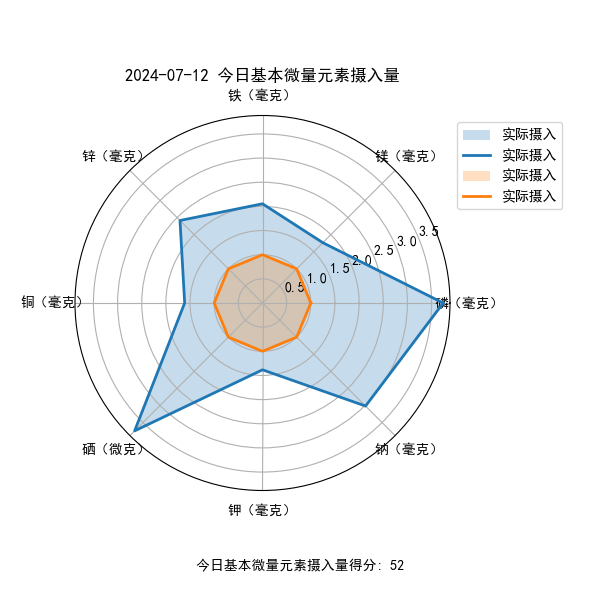 2024-07-12 今日基本微量元素摄入量
铁（毫克）
实际摄入
实际摄入
实际摄入
实际摄入
锌（毫克）
镁（毫克）
3.5
3.0
2.5
2.0
1.5
1.0
0.5
铜（毫克）
磷（毫克）
硒（微克）
钠（毫克）
钾（毫克）
今日基本微量元素摄入量得分: 52